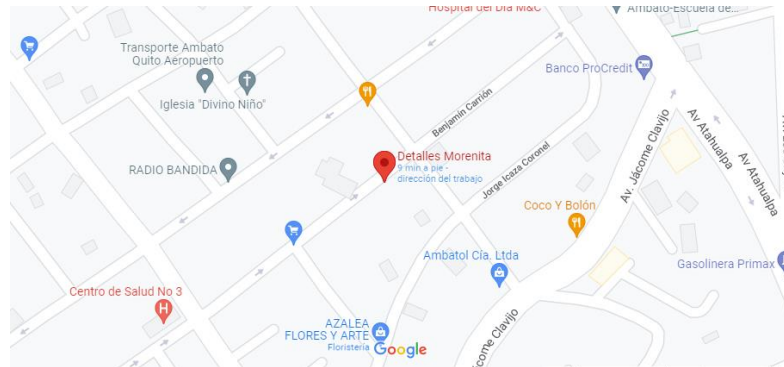 Hospital del Día M&C
Ambato-Escuela de...
Transporte Ambato
Quito Aeropuerto
Iglesia "Divino Niño"
Banco ProCredit
Benjamin Carrión
Av Atahualpa
Av Atahualpa
RADIO BANDIDA
Detalles Morenita
9 min a pie -
dirección del trabajo
Jorge Icaza Coronel
Av. Jácome Clavijo
Coco Y Bolón
Ambatol Cía. Ltda
Gasolinera Primax
Centro de Salud No 3
AZALEA
FLORES Y ARTE
Floristería
Google
come Clavijo